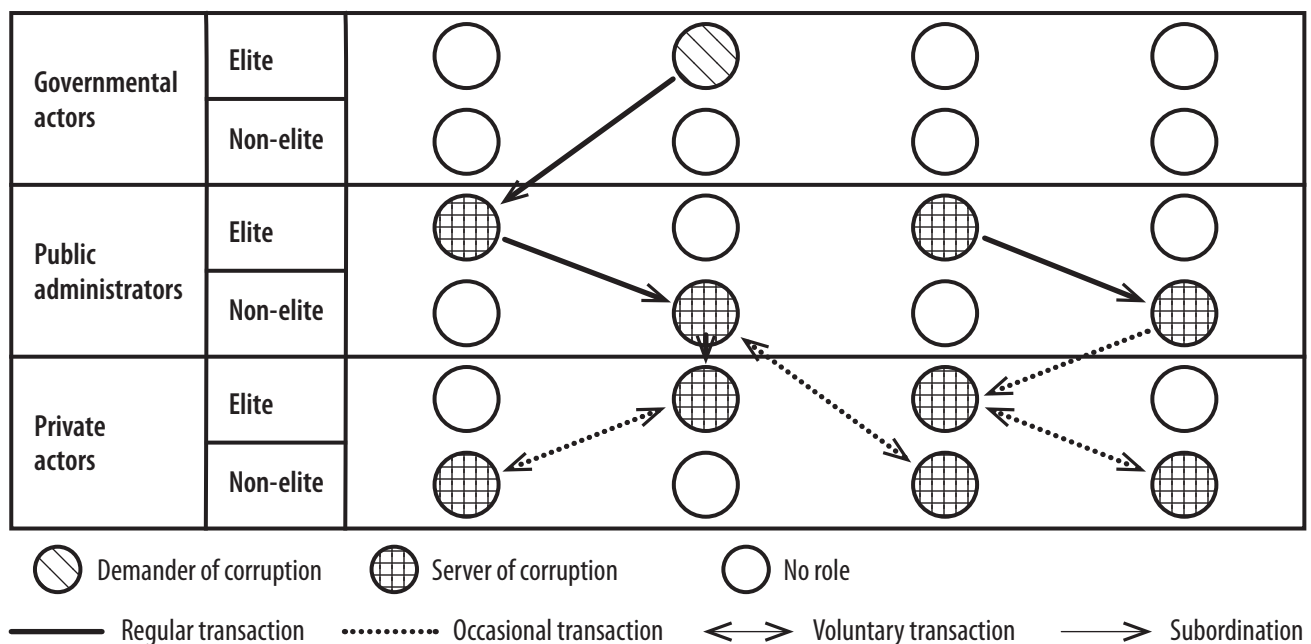 Governmental
actors
Elite
Non-elite
Public
administrators
Elite
Non-elite
Private
actors
Elite
Non-elite
Demander of corruption Server of corruption No role
Regular transaction Occasional transaction Voluntary transaction Subordination